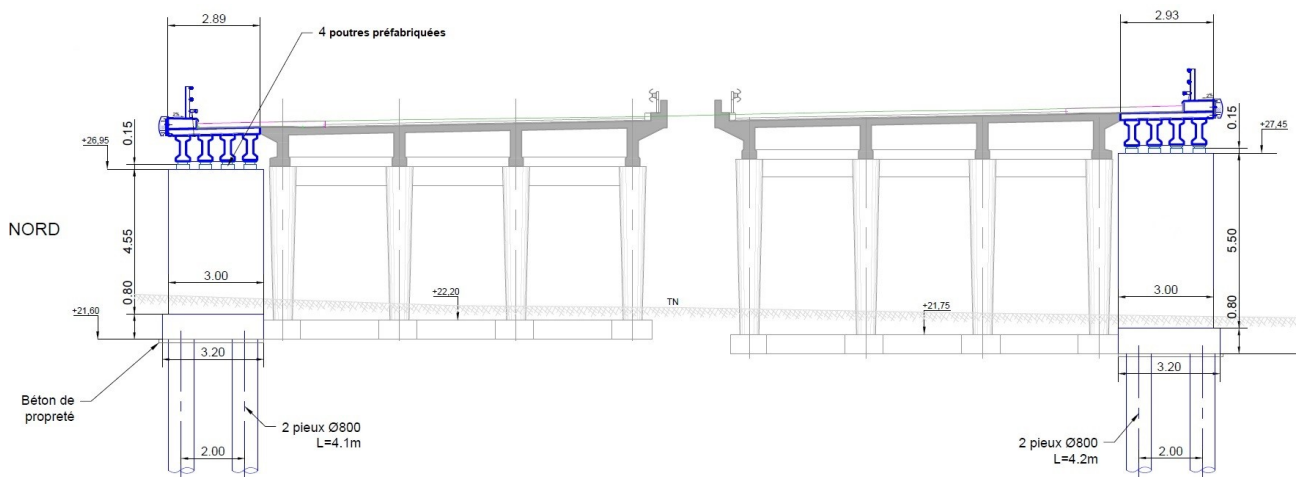 2.89
4 poutres préfabriquées
2.93
0.15
+26,95
0.15
+27,45
NORD
4.55
3.00
0.80
+21,60
+22,20
TN
+21,75
5.50
3.00
0.80
3.20
3.20
Béton de
propreté
2 pieux Ø800
L=4.1m
2.00
2 pieux Ø800
L=4.2m
2.00